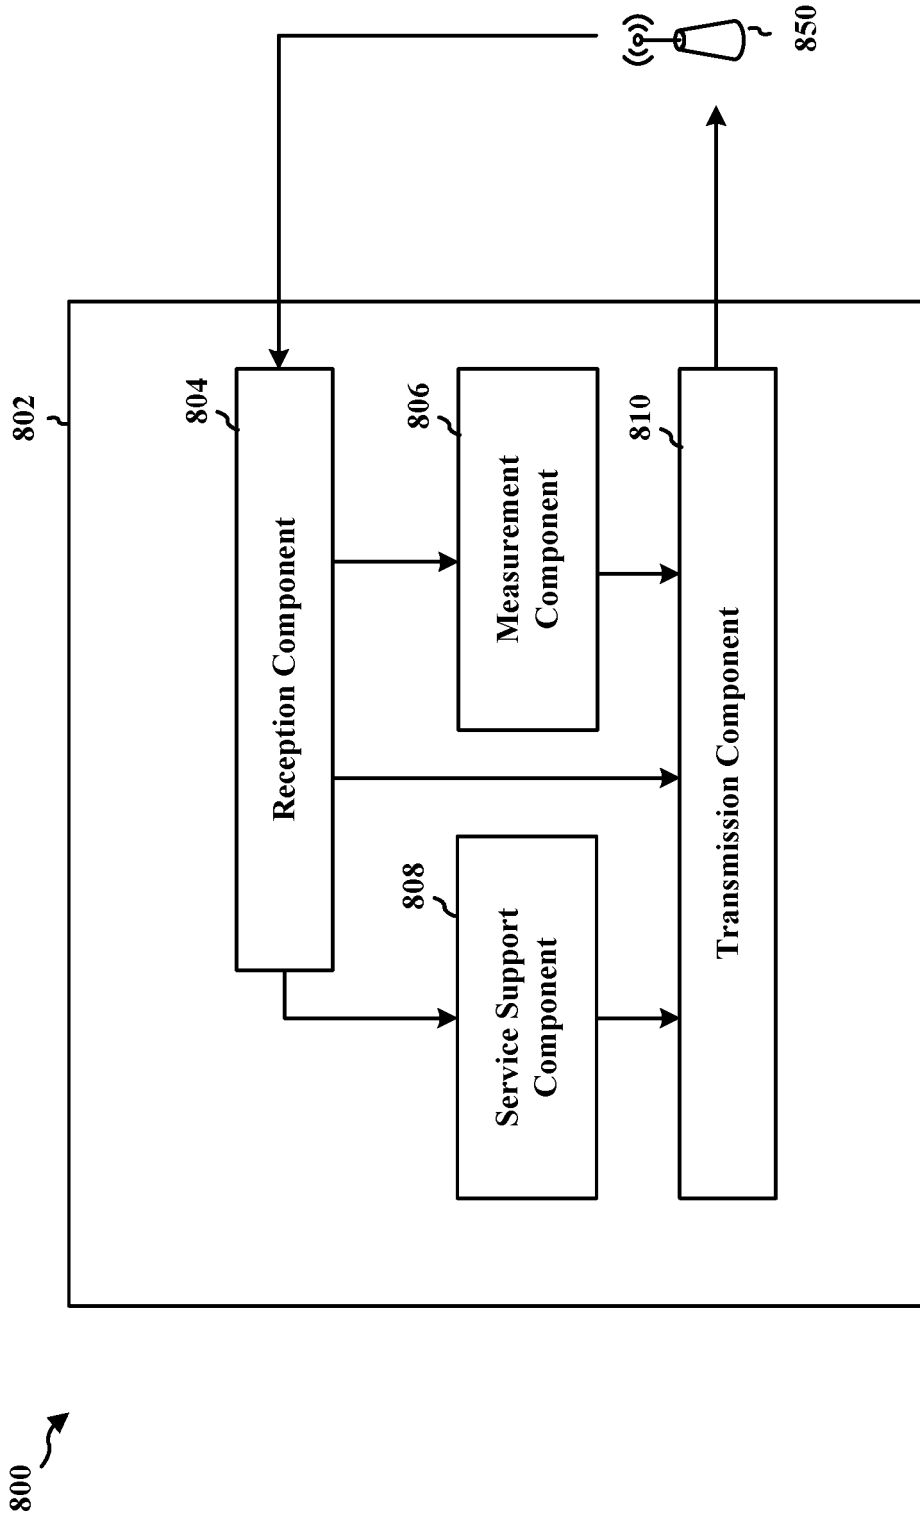 800
802
Reception Component
804
Service Support
Component
808
Measurement
Component
806
Transmission Component
810
850